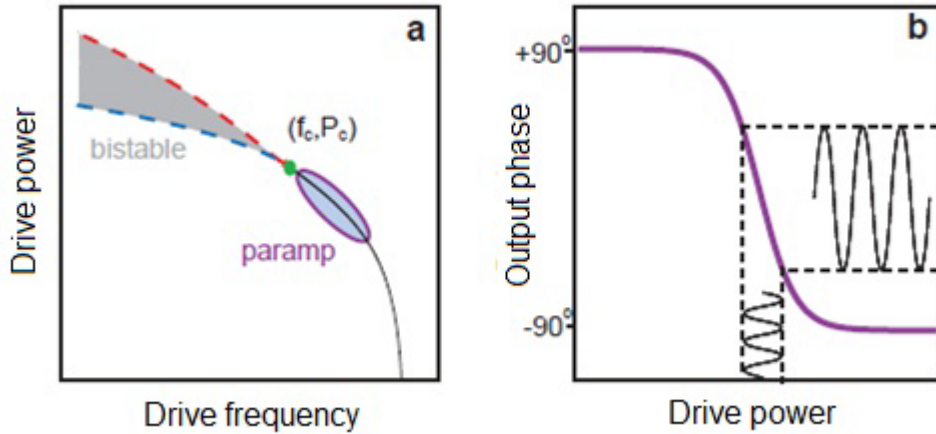 a
Drive power
(fc,Pc)
bistable
paramp
Drive frequency
b
+90°
Output phase
-90°
Drive power